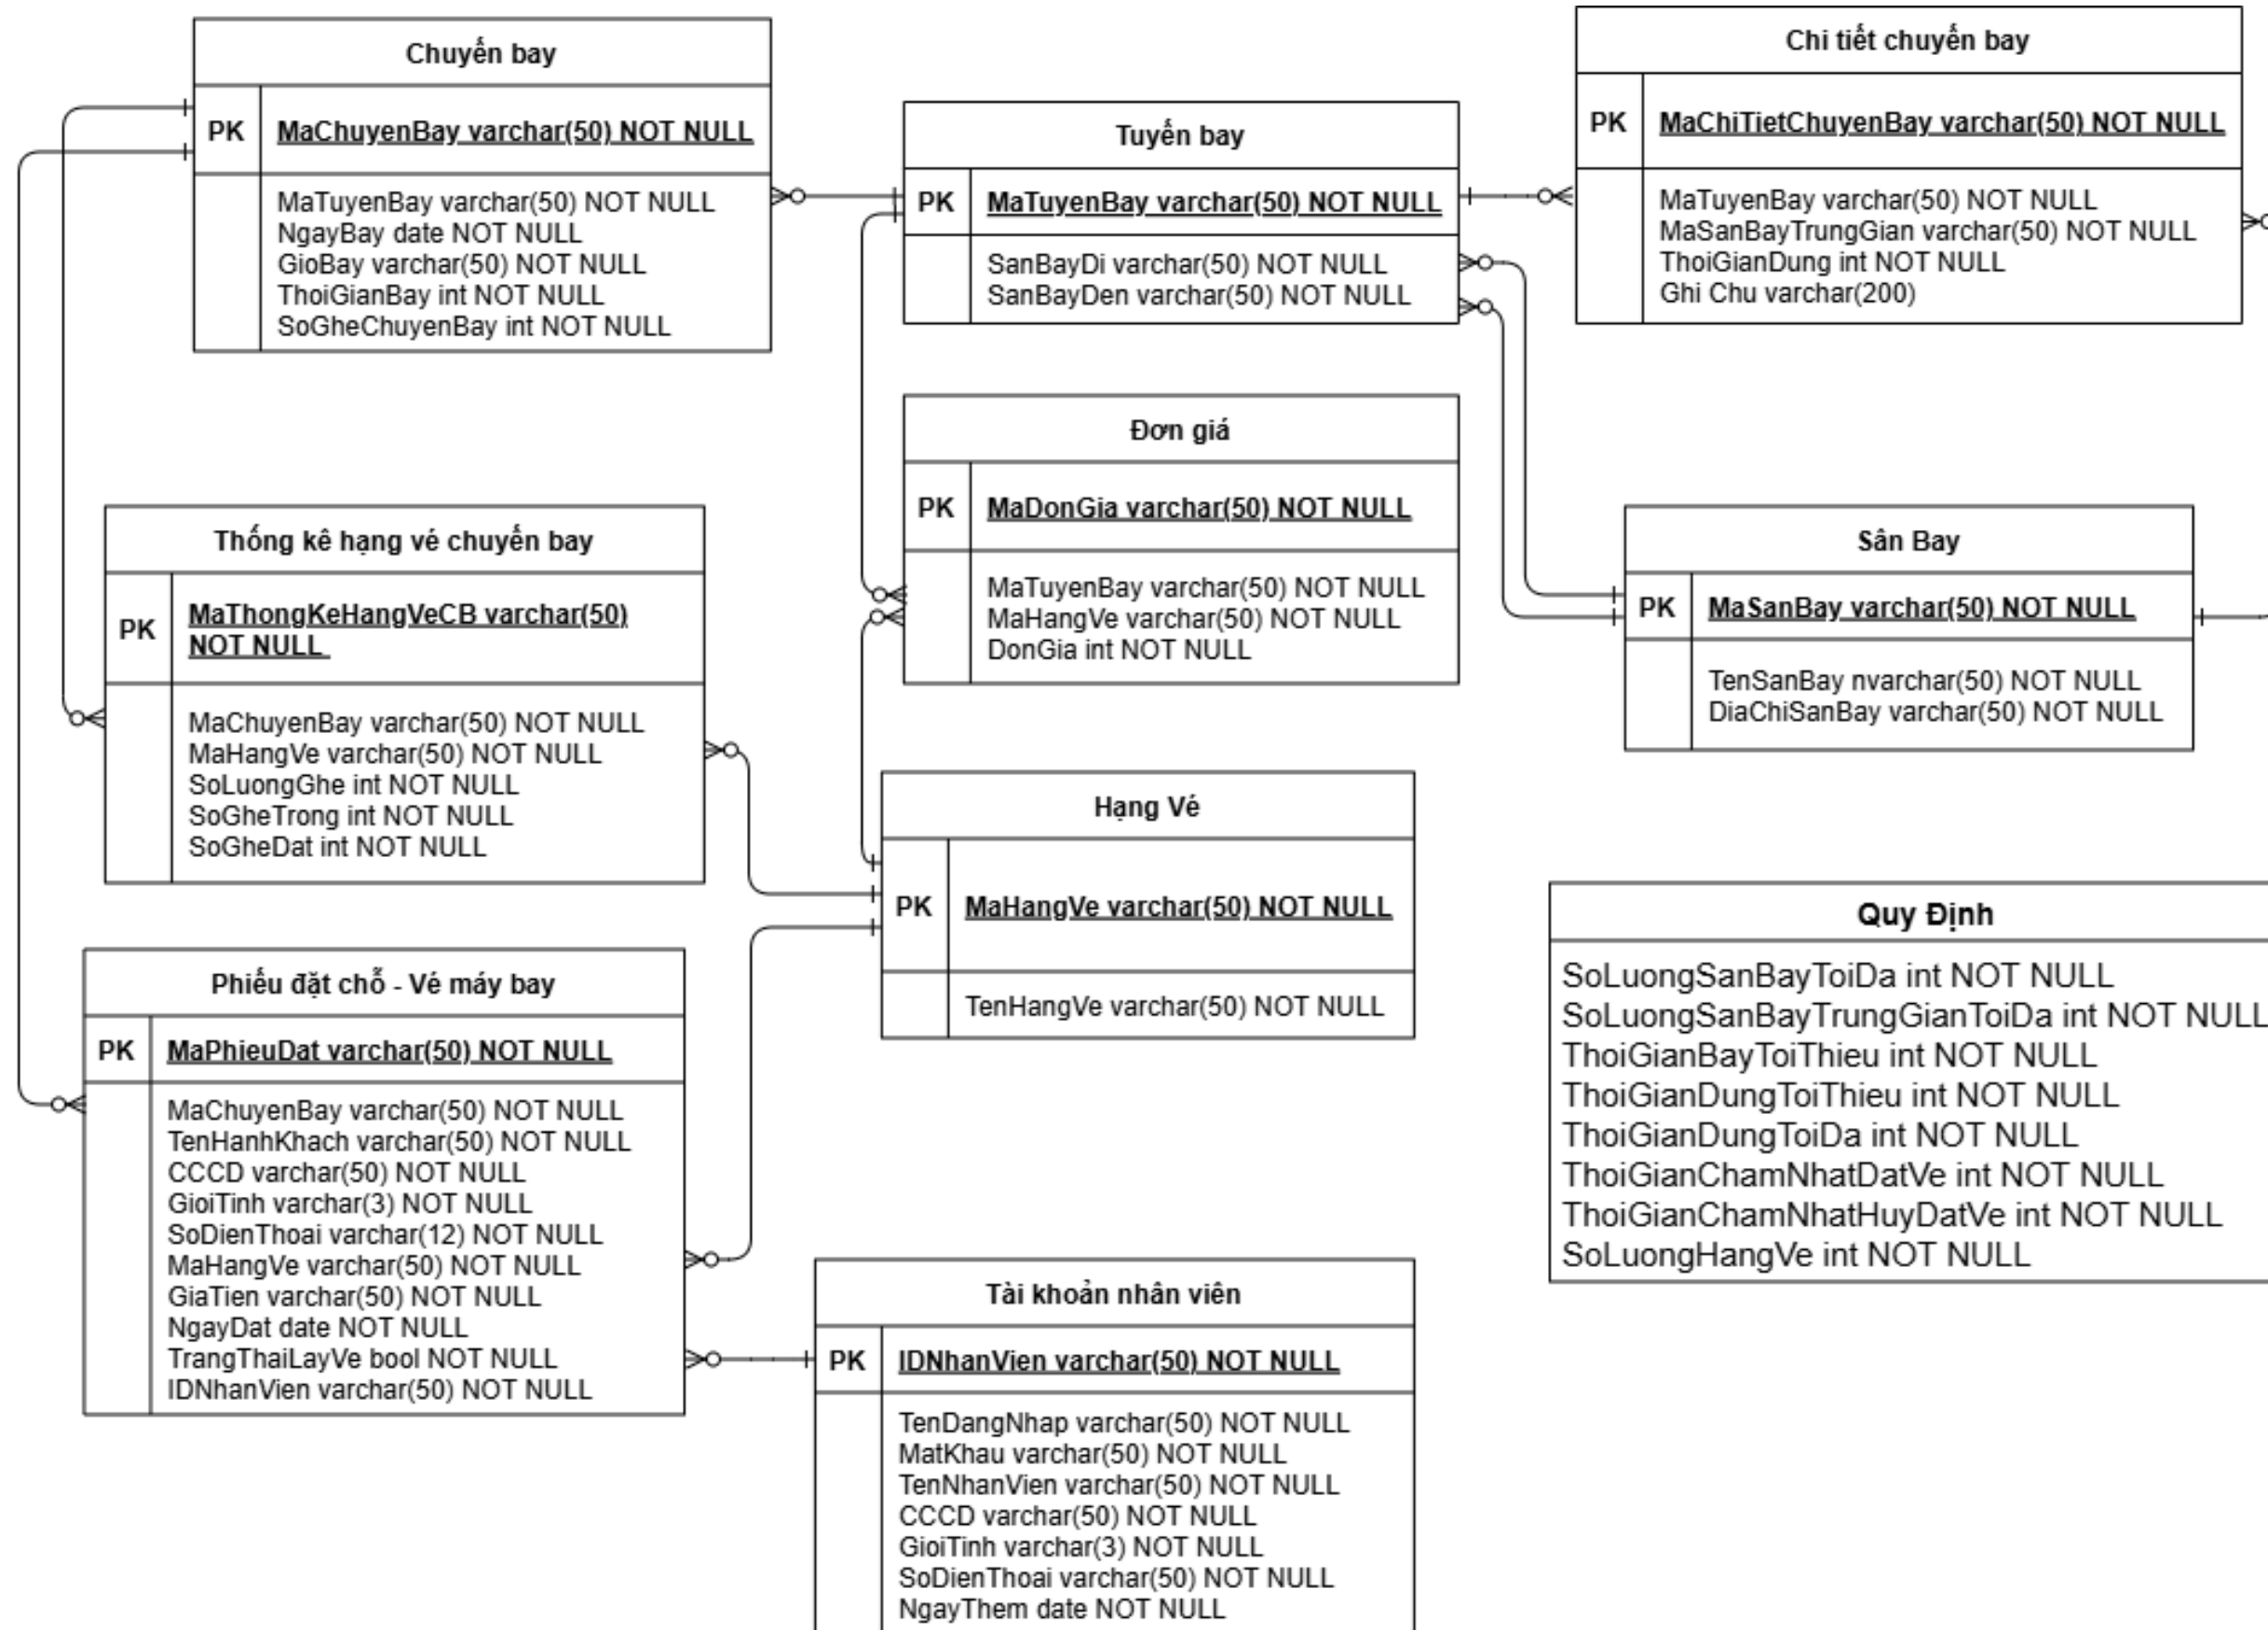 Chuyến bay
PK
MaChuyenBay varchar(50) NOT NULL
MaTuyenBay varchar(50) NOT NULL
NgayBay date NOT NULL
GioBay varchar(50) NOT NULL
ThoiGianBay int NOT NULL
SoGheChuyenBay int NOT NULL
Tuyến bay
PK
MaTuyenBay varchar(50) NOT NULL
SanBayDi varchar(50) NOT NULL
SanBayDen varchar(50) NOT NULL
Chi tiết chuyến bay
PK
MaChiTietChuyenBay varchar(50) NOT NULL
MaTuyenBay varchar(50) NOT NULL
MaSanBayTrungGian varchar(50) NOT NULL
ThoiGianDung int NOT NULL
Ghi Chu varchar(200)
Đơn giá
PK
MaDonGia varchar(50) NOT NULL
MaTuyenBay varchar(50) NOT NULL
MaHangVe varchar(50) NOT NULL
DonGia int NOT NULL
Thống kê hạng vé chuyến bay
PK
MaThongKeHangVeCB varchar(50)
NOT NULL
MaChuyenBay varchar(50) NOT NULL
MaHangVe varchar(50) NOT NULL
SoLuongGhe int NOT NULL
SoGheTrong int NOT NULL
SoGheDat int NOT NULL
Sân Bay
PK
MaSanBay varchar(50) NOT NULL
TenSanBay nvarchar(50) NOT NULL
DiaChiSanBay varchar(50) NOT NULL
Hạng Vé
PK
MaHangVe varchar(50) NOT NULL
TenHangVe varchar(50) NOT NULL
Quy Định
SoLuongSanBayToiDa int NOT NULL
SoLuongSanBayTrungGianToiDa int NOT NULL
ThoiGianBayToiThieu int NOT NULL
ThoiGianDungToiThieu int NOT NULL
ThoiGianDungToiDa int NOT NULL
ThoiGianChamNhatDatVe int NOT NULL
ThoiGianChamNhatHuyDatVe int NOT NULL
SoLuongHangVe int NOT NULL
Phiếu đặt chỗ - Vé máy bay
PK
MaPhieuDat varchar(50) NOT NULL
MaChuyenBay varchar(50) NOT NULL
TenHanhKhach varchar(50) NOT NULL
CCCD varchar(50) NOT NULL
GioiTinh varchar(3) NOT NULL
SoDienThoai varchar(12) NOT NULL
MaHangVe varchar(50) NOT NULL
GiaTien varchar(50) NOT NULL
NgayDat date NOT NULL
TrangThaiLayVe bool NOT NULL
IDNhanVien varchar(50) NOT NULL
Tài khoản nhân viên
PK
IDNhanVien varchar(50) NOT NULL
TenDangNhap varchar(50) NOT NULL
MatKhau varchar(50) NOT NULL
TenNhanVien varchar(50) NOT NULL
CCCD varchar(50) NOT NULL
GioiTinh varchar(3) NOT NULL
SoDienThoai varchar(50) NOT NULL
NgayThem date NOT NULL